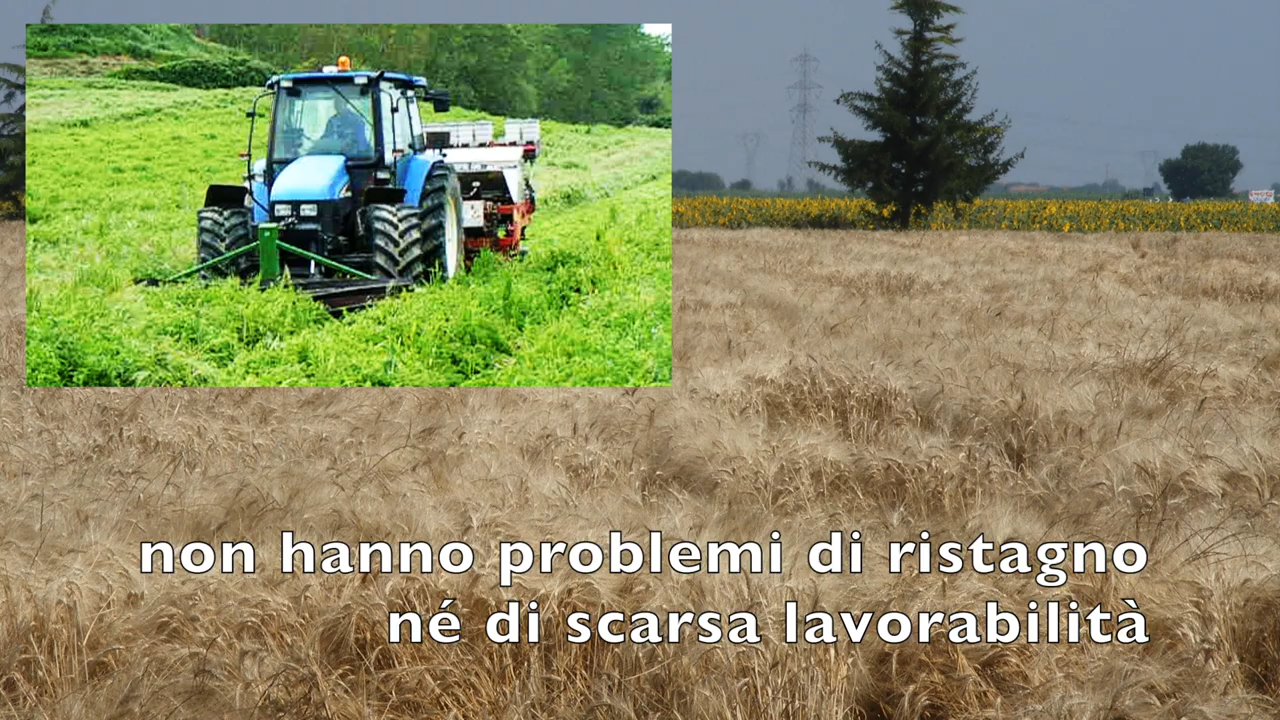 non hanno problemi di ristagno
né di scarsa lavorabilità